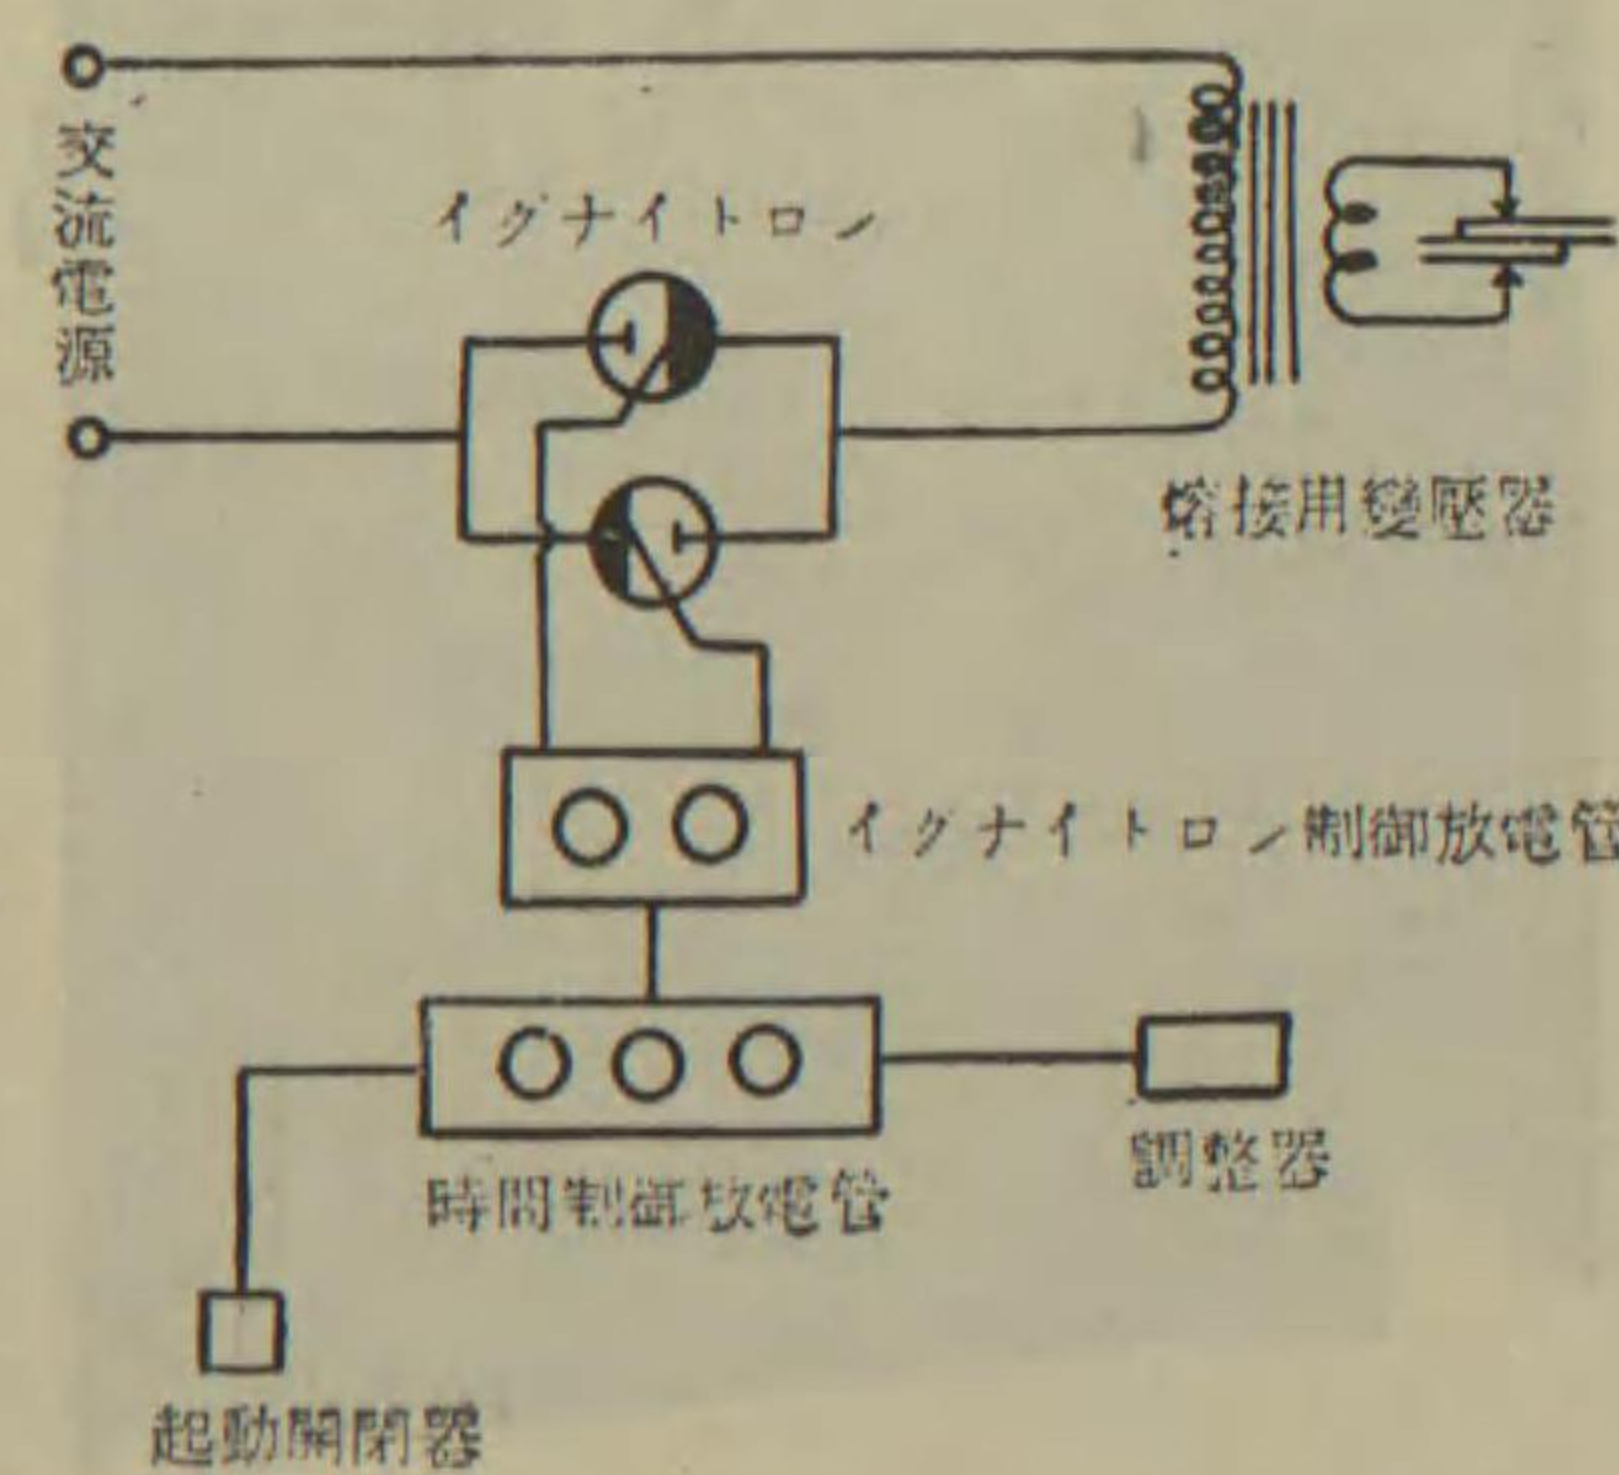 交流電源
イグナイトロン
熔接用變壓器
イグナイトロン制御放電管
調整器
時間制御放電管
起動開閉器